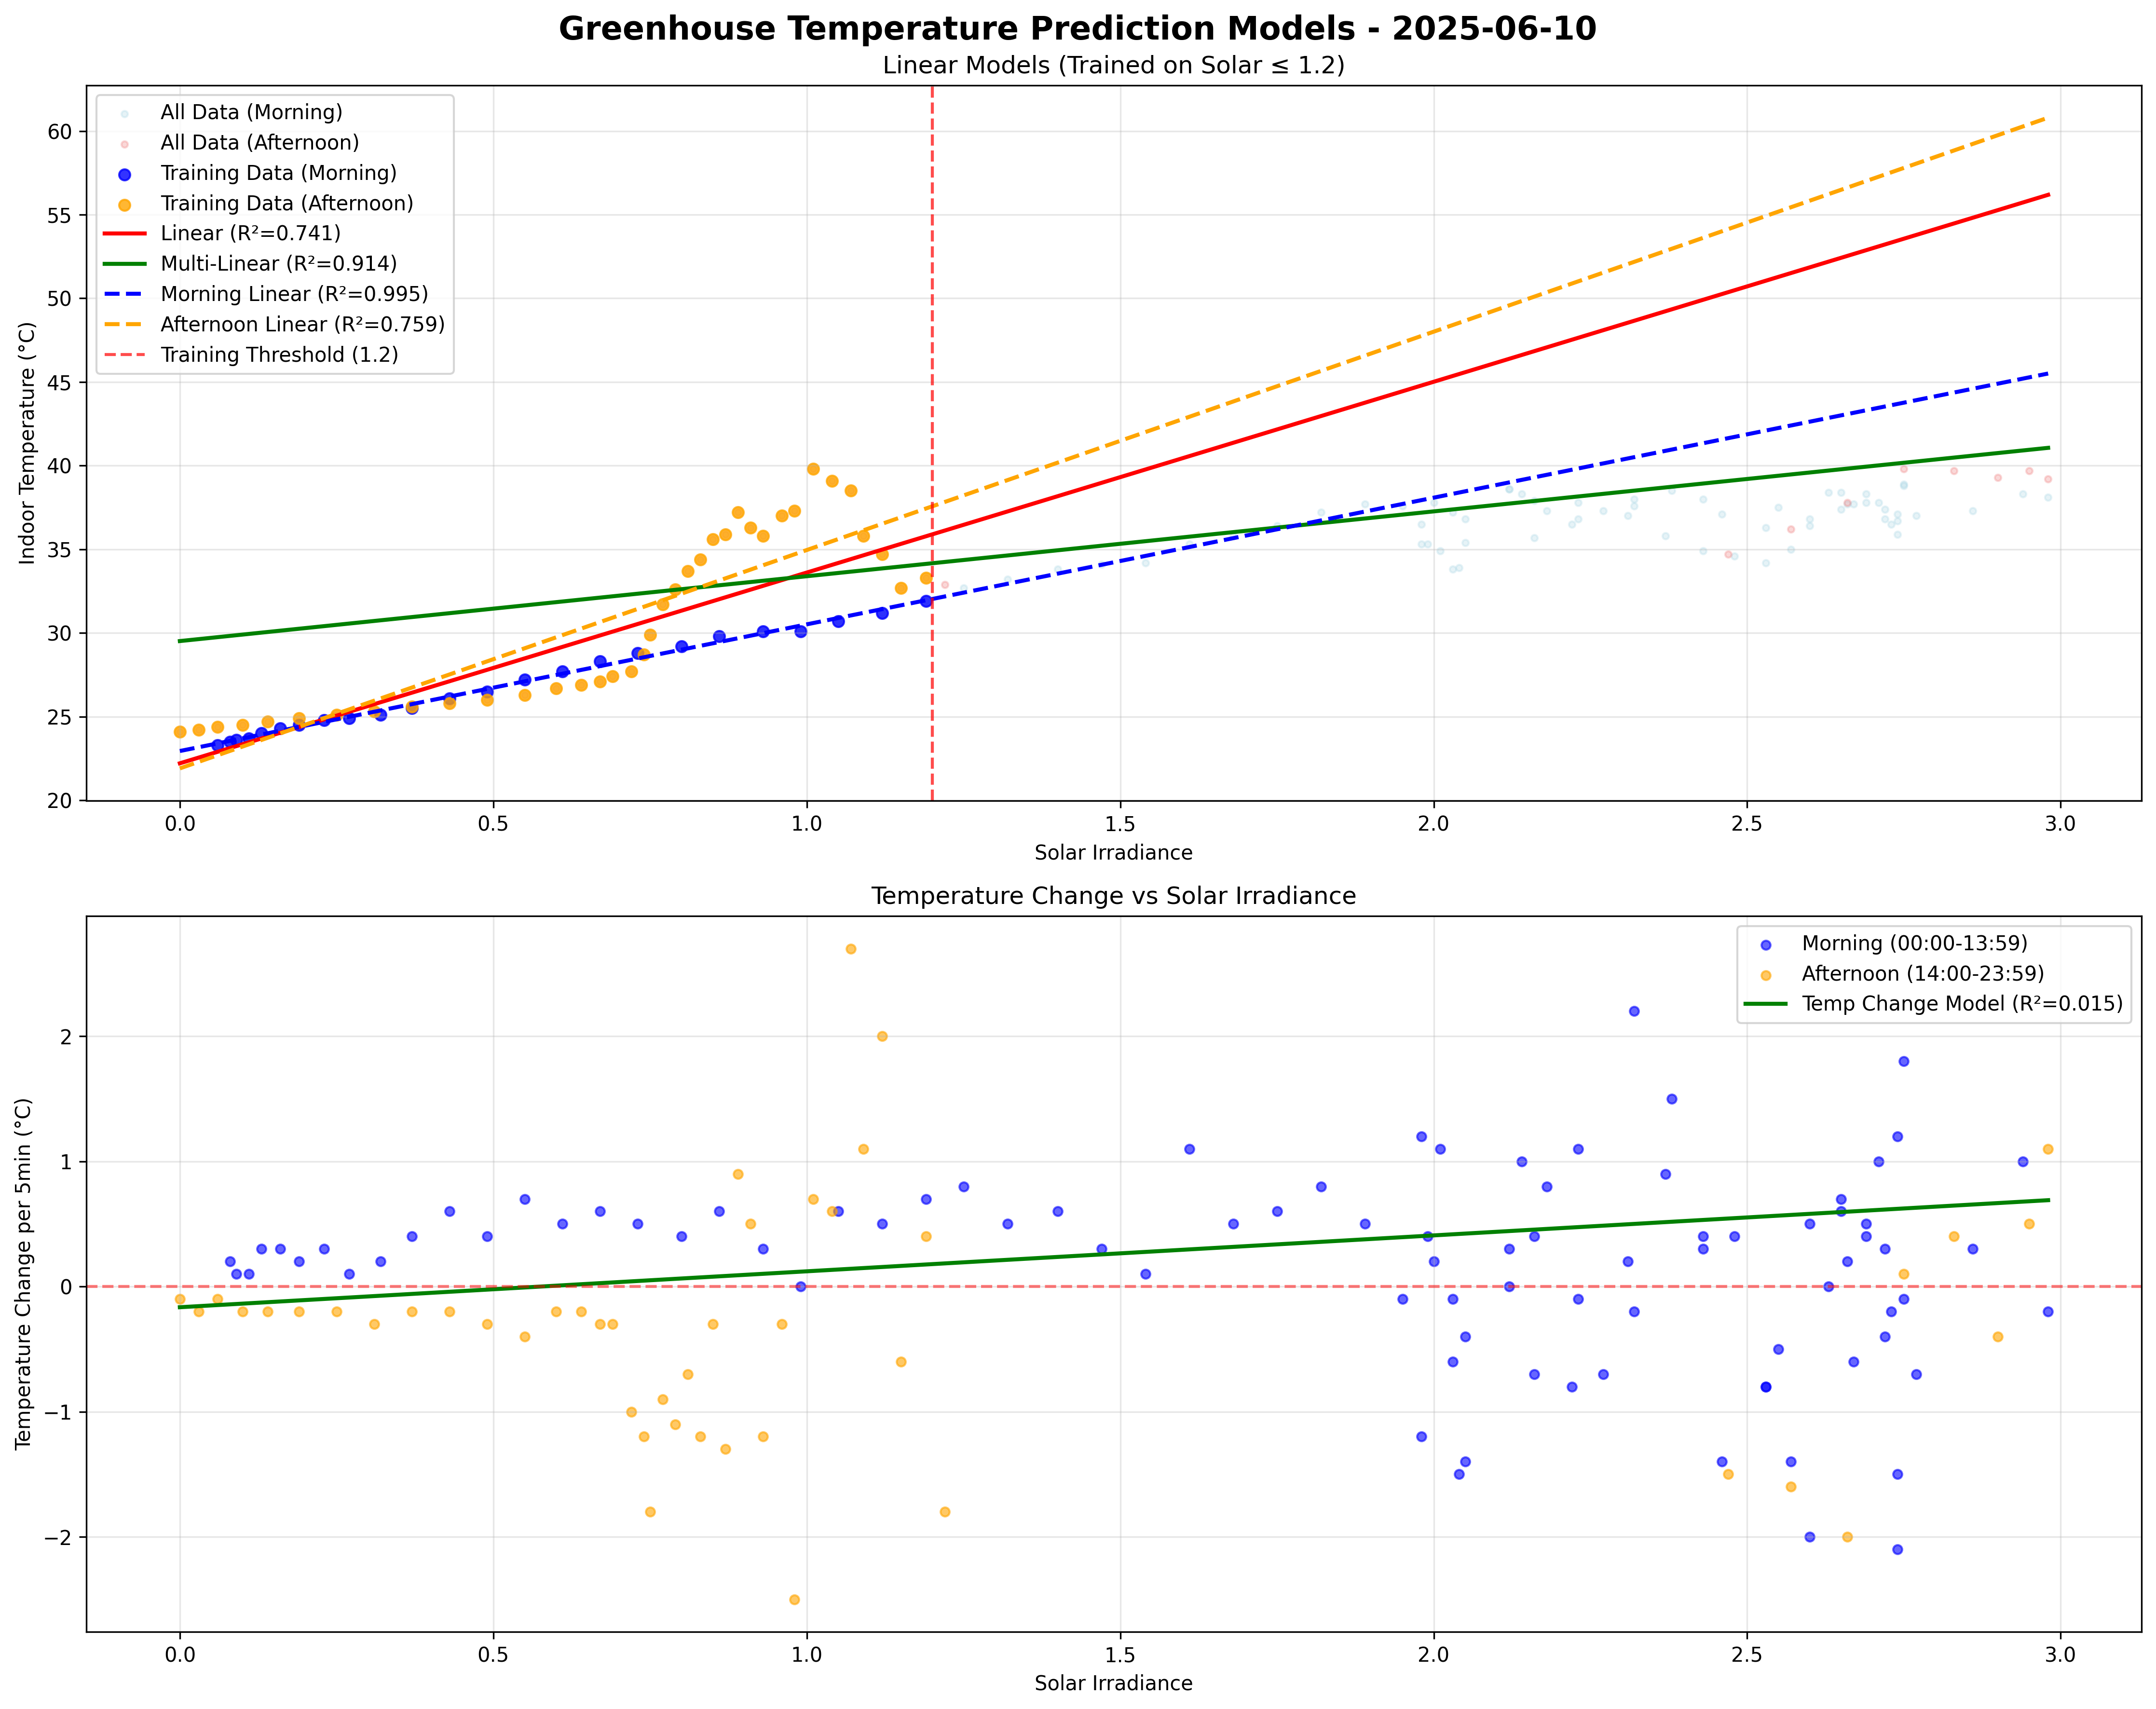 Greenhouse Temperature Prediction Models - 2025-06-10
Linear Models (Trained on Solar ≤ 1.2)
All Data (Morning)
All Data (Afternoon)
Training Data (Morning)
Training Data (Afternoon)
Linear (R²=0.741)
Multi-Linear (R²=0.914)
Morning Linear (R²=0.995)
Afternoon Linear (R²=0.759)
Training Threshold (1.2)
Indoor Temperature (°C)
60
55
50
45
40
35
30
25
20
0.0 0.5 1.0 1.5 2.0 2.5 3.0
Solar Irradiance
Temperature Change vs Solar Irradiance
Morning (00:00-13:59)
Afternoon (14:00-23:59)
Temp Change Model (R²=0.015)
Temperature Change per 5min (°C)
2
1
0
−1
−2
0.0 0.5 1.0 1.5 2.0 2.5 3.0
Solar Irradiance